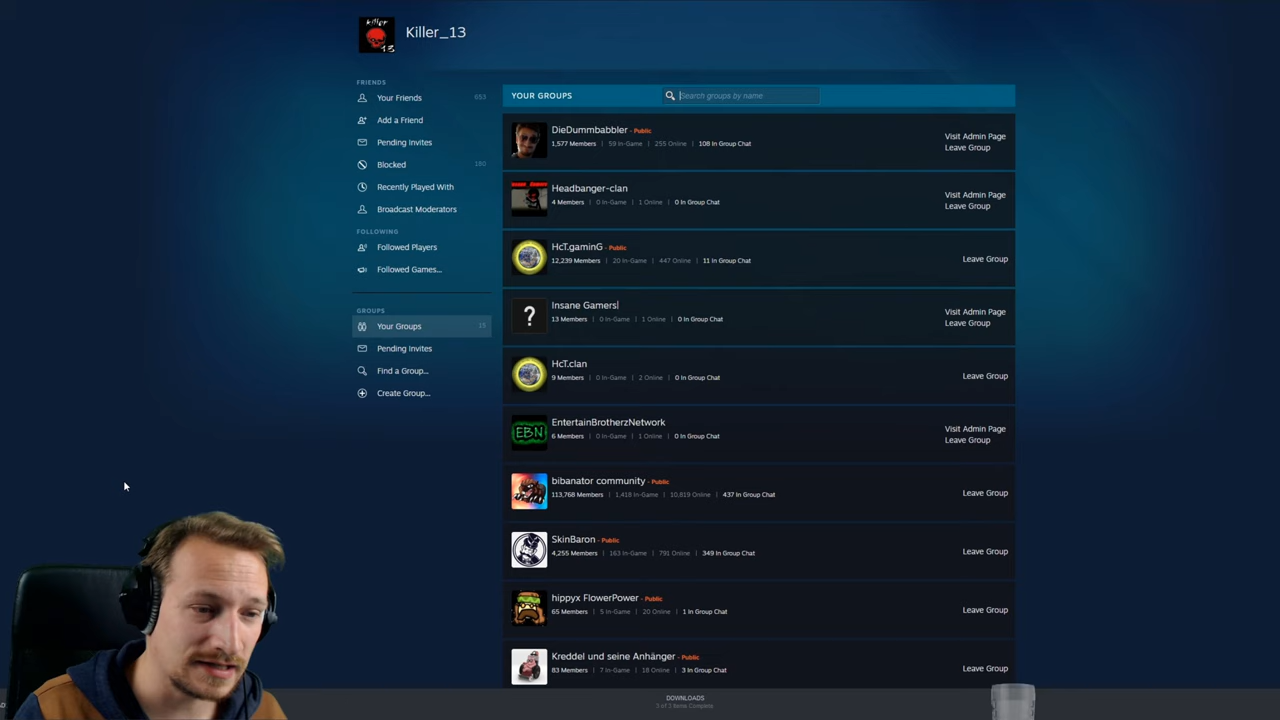 killer
13
Killer_13
FRIENDS
Your Friends 653
Add a Friend
Pending Invites
Blocked 180
Recently Played With
Broadcast Moderators
FOLLOWING
Followed Players
Followed Games...
GROUPS
Your Groups 15
Pending Invites
Find a Group...
Create Group...
YOUR GROUPS
Search groups by name
DieDummbabbler - Public
1,577 Members | 59 In-Game | 255 Online | 108 In Group Chat
Visit Admin Page
Leave Group
Headbanger-clan
4 Members | 0 In-Game | 1 Online | 0 In Group Chat
Visit Admin Page
Leave Group
HcT.gaminG - Public
12,239 Members | 20 In-Game | 447 Online | 11 In Group Chat
Leave Group
?
Insane Gamers!
13 Members | 0 In-Game | 1 Online | 0 In Group Chat
Visit Admin Page
Leave Group
HcT.clan
9 Members | 0 In-Game | 2 Online | 0 In Group Chat
Leave Group
EBN
EntertainBrotherzNetwork
6 Members | 0 In-Game | 1 Online | 0 In Group Chat
Visit Admin Page
Leave Group
bibanator community - Public
113,768 Members | 1,418 In-Game | 10,819 Online | 437 In Group Chat
Leave Group
SkinBaron - Public
4,255 Members | 163 In-Game | 791 Online | 349 In Group Chat
Leave Group
hippyx FlowerPower - Public
65 Members | 5 In-Game | 20 Online | 1 In Group Chat
Leave Group
Kreddel und seine Anhänger - Public
83 Members | 7 In-Game | 18 Online | 3 In Group Chat
Leave Group
DOWNLOADS
3 of 3 Items Complete